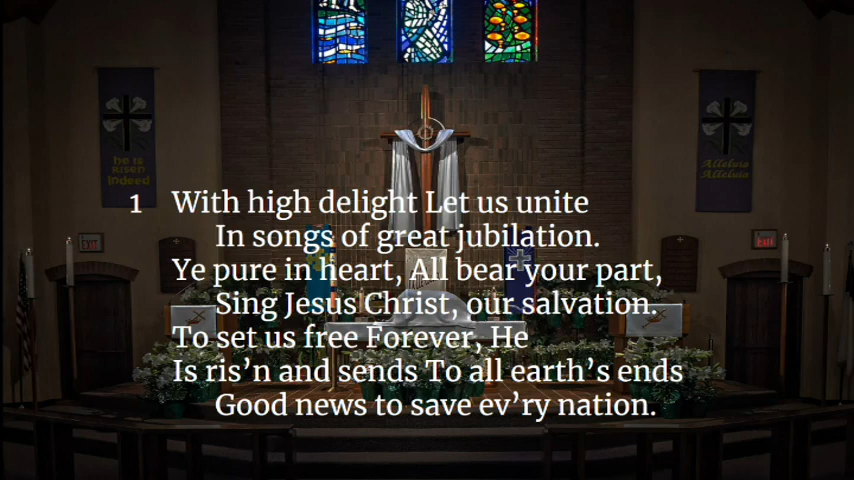 he is
RISEN
Indeed
Alleluia
Alleluia
EXIT
EXIT
1 With high delight Let us unite
In songs of great jubilation.
Ye pure in heart, All bear your part,
Sing Jesus Christ, our salvation.
To set us free Forever, He
Is ris’n and sends To all earth’s ends
Good news to save ev’ry nation.